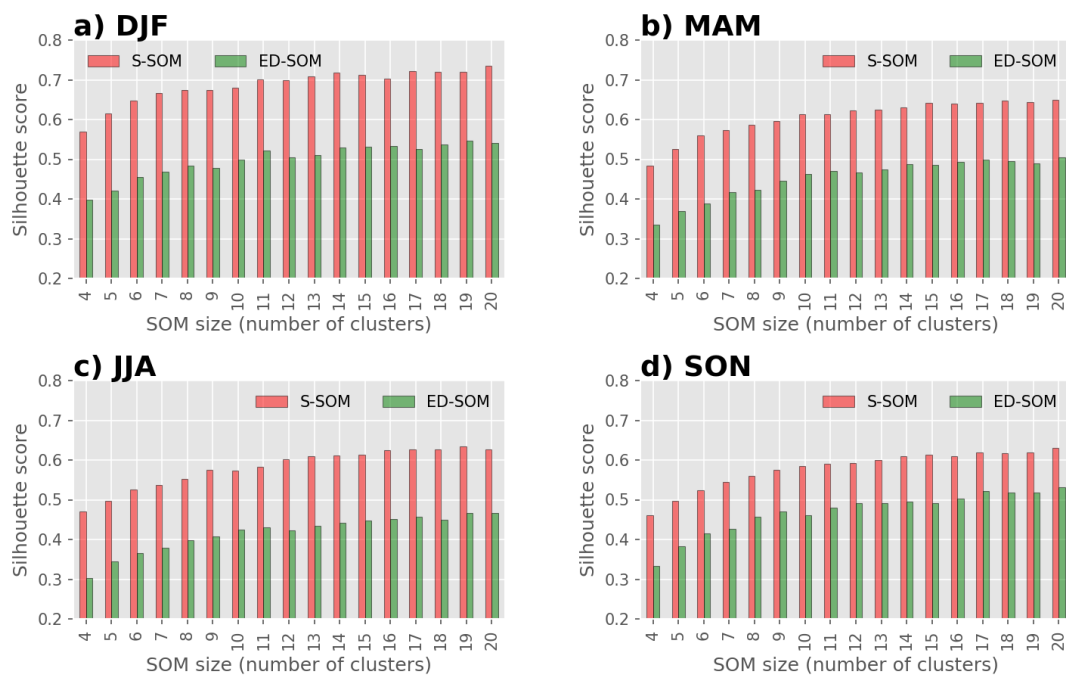 a) DJF
Silhouette score
0.8
0.7
0.6
0.5
0.4
0.3
0.2
S-SOM
ED-SOM
4 5 6 7 8 9 10 11 12 13 14 15 16 17 18 19 20
SOM size (number of clusters)
b) MAM
Silhouette score
0.8
0.7
0.6
0.5
0.4
0.3
0.2
S-SOM
ED-SOM
4 5 6 7 8 9 10 11 12 13 14 15 16 17 18 19 20
SOM size (number of clusters)
c) JJA
Silhouette score
0.8
0.7
0.6
0.5
0.4
0.3
0.2
S-SOM
ED-SOM
4 5 6 7 8 9 10 11 12 13 14 15 16 17 18 19 20
SOM size (number of clusters)
d) SON
Silhouette score
0.8
0.7
0.6
0.5
0.4
0.3
0.2
S-SOM
ED-SOM
4 5 6 7 8 9 10 11 12 13 14 15 16 17 18 19 20
SOM size (number of clusters)